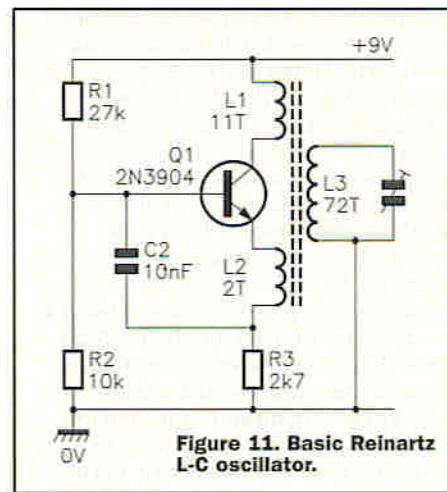 +9V
R1
27k
L1
11T
Q1
2N3904
L3
72T
C2
10nF
L2
2T
R2
10k
R3
2k7
0V
Figure 11. Basic Reinartz
L-C oscillator.